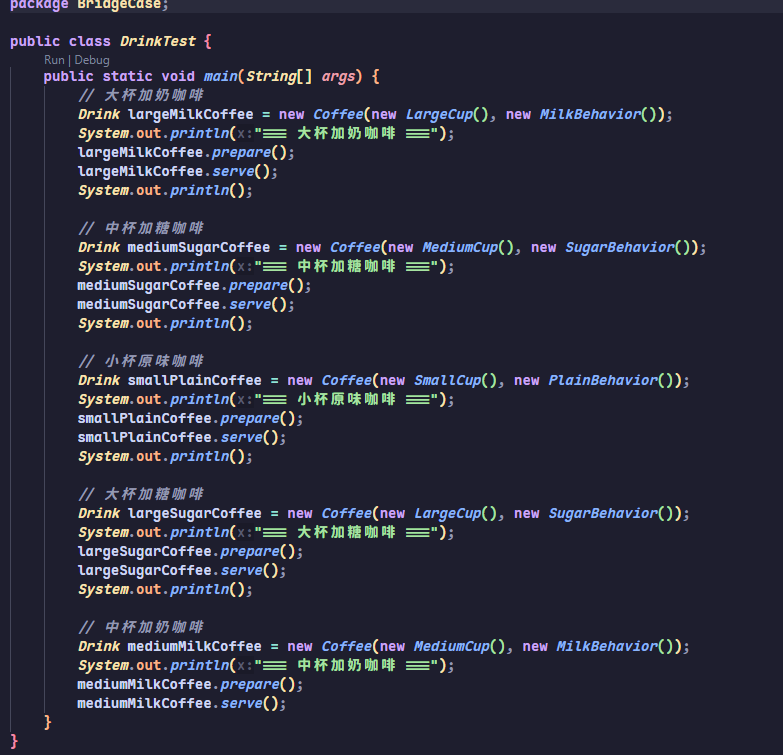 package BridgeCase;
public class DrinkTest {
Run | Debug
public static void main(String[] args) {
// 大杯加奶咖啡
Drink largeMilkCoffee = new Coffee(new LargeCup(), new MilkBehavior());
System.out.println(x:"=== 大杯加奶咖啡 ===");
largeMilkCoffee.prepare();
largeMilkCoffee.serve();
System.out.println();
// 中杯加糖咖啡
Drink mediumSugarCoffee = new Coffee(new MediumCup(), new SugarBehavior());
System.out.println(x:"=== 中杯加糖咖啡 ===");
mediumSugarCoffee.prepare();
mediumSugarCoffee.serve();
System.out.println();
// 小杯原味咖啡
Drink smallPlainCoffee = new Coffee(new SmallCup(), new PlainBehavior());
System.out.println(x:"=== 小杯原味咖啡 ===");
smallPlainCoffee.prepare();
smallPlainCoffee.serve();
System.out.println();
// 大杯加糖咖啡
Drink largeSugarCoffee = new Coffee(new LargeCup(), new SugarBehavior());
System.out.println(x:"=== 大杯加糖咖啡 ===");
largeSugarCoffee.prepare();
largeSugarCoffee.serve();
System.out.println();
// 中杯加奶咖啡
Drink mediumMilkCoffee = new Coffee(new MediumCup(), new MilkBehavior());
System.out.println(x:"=== 中杯加奶咖啡 ===");
mediumMilkCoffee.prepare();
mediumMilkCoffee.serve();
}
}